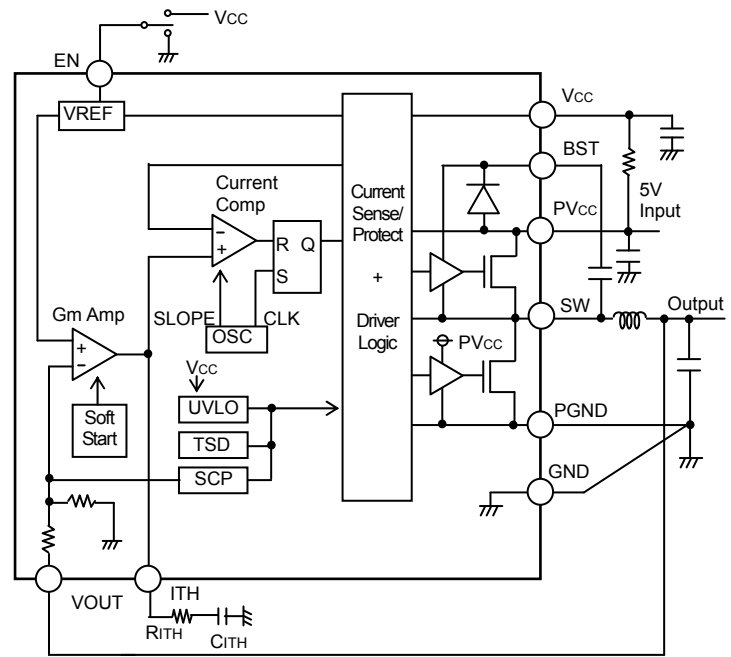 VCC
EN
VREF
VCC
BST
Current
Comp
Current
Sense/
Protect
+
Driver
Logic
5V
Input
PVCC
−
+
R Q
S
Gm Amp
SLOPE
OSC
CLK
SW
Output
+
−
VCC
PVCC
Soft
Start
UVLO
TSD
SCP
PGND
GND
VOUT
ITH
RITH
CITH